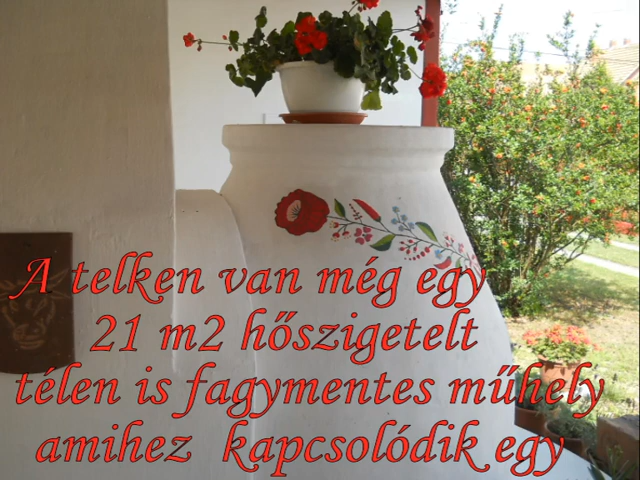 A telken van még egy
21 m2 hőszigetelt
télen is fagymentes műhely
amihez kapcsolódik egy